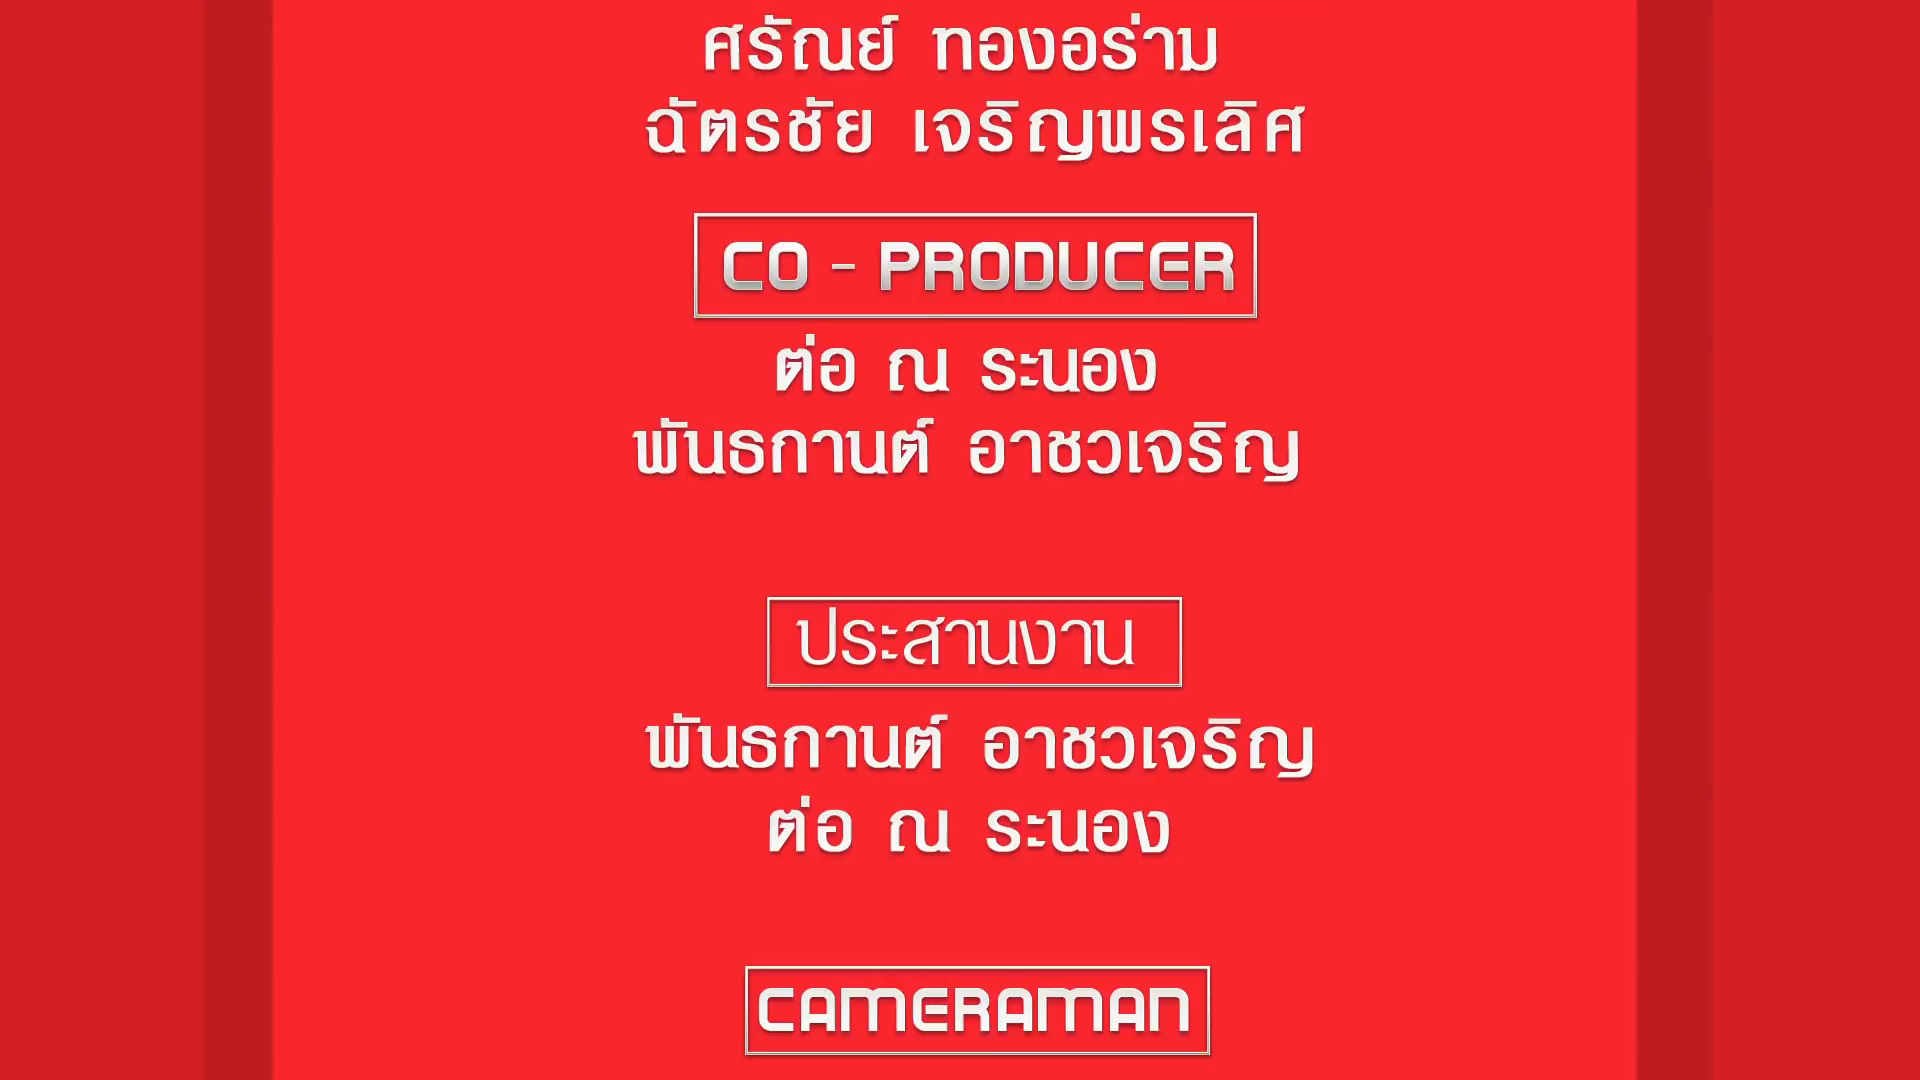 ศรัณย์ ทองอร่าม
ฉัตรชัย เจริญพรเลิศ
CO - PRODUCER
ต่อ ณ ระนอง
พันธกานต์ อาชวเจริญ
ประสานงาน
พันธกานต์ อาชวเจริญ
ต่อ ณ ระนอง
CAMERAMAN